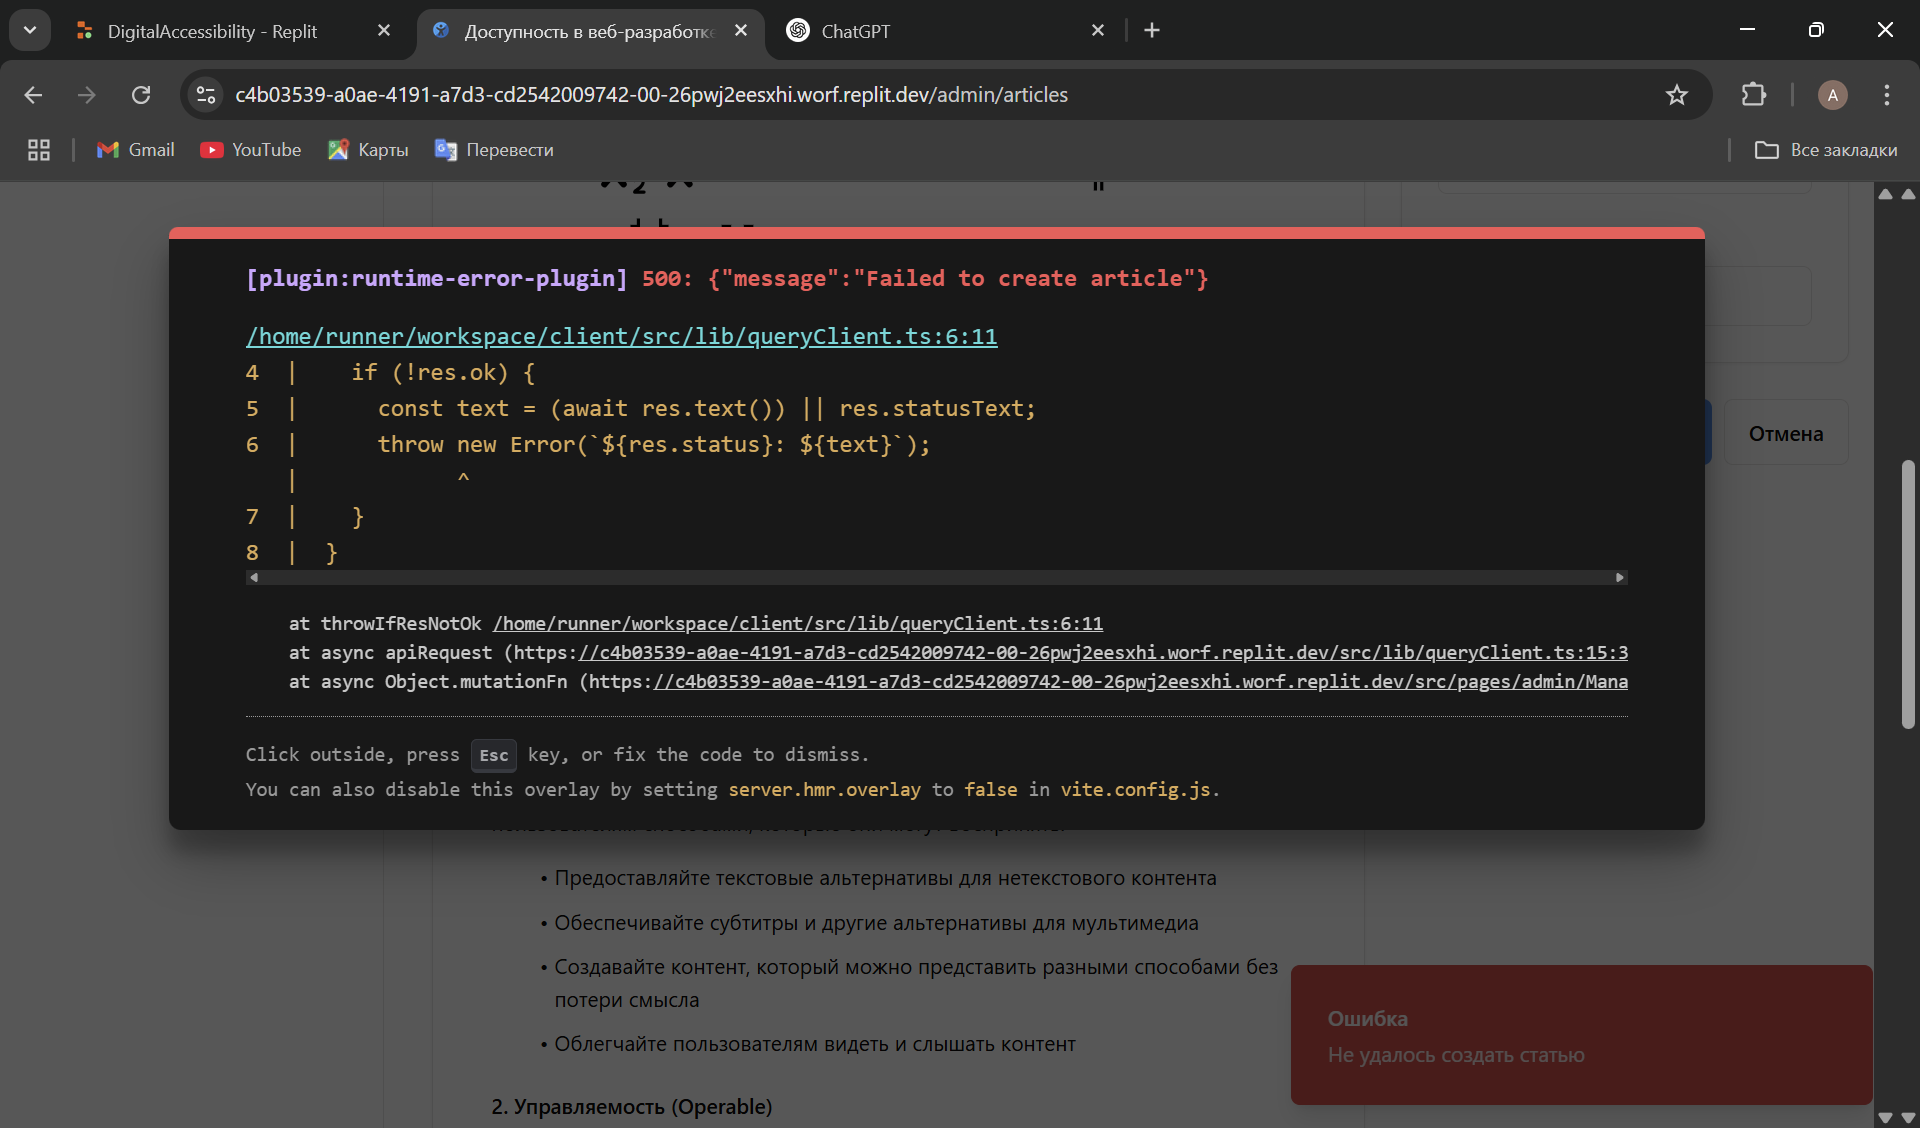 DigitalAccessibility - Replit
Доступность в веб-разработке
ChatGPT
c4b03539-a0ae-4191-a7d3-cd2542009742-00-26pwj2eesxhi.worf.replit.dev/admin/articles
A
Gmail
YouTube
Карты
Перевести
Все закладки
[plugin:runtime-error-plugin] 500: {"message":"Failed to create article"}
/home/runner/workspace/client/src/lib/queryClient.ts:6:11
4 | if (!res.ok) {
5 | const text = (await res.text()) || res.statusText;
6 | throw new Error(`${res.status}: ${text}`);
| ^
7 | }
8 | }
Отмена
at throwIfResNotOk /home/runner/workspace/client/src/lib/queryClient.ts:6:11
at async apiRequest (https://c4b03539-a0ae-4191-a7d3-cd2542009742-00-26pwj2eesxhi.worf.replit.dev/src/lib/queryClient.ts:15:3
at async Object.mutationFn (https://c4b03539-a0ae-4191-a7d3-cd2542009742-00-26pwj2eesxhi.worf.replit.dev/src/pages/admin/Mana
Click outside, press Esc key, or fix the code to dismiss.
You can also disable this overlay by setting server.hmr.overlay to false in vite.config.js.
• Предоставляйте текстовые альтернативы для нетекстового контента
• Обеспечивайте субтитры и другие альтернативы для мультимедиа
• Создавайте контент, который можно представить разными способами без
потери смысла
• Облегчайте пользователям видеть и слышать контент
2. Управляемость (Operable)
Ошибка
Не удалось создать статью